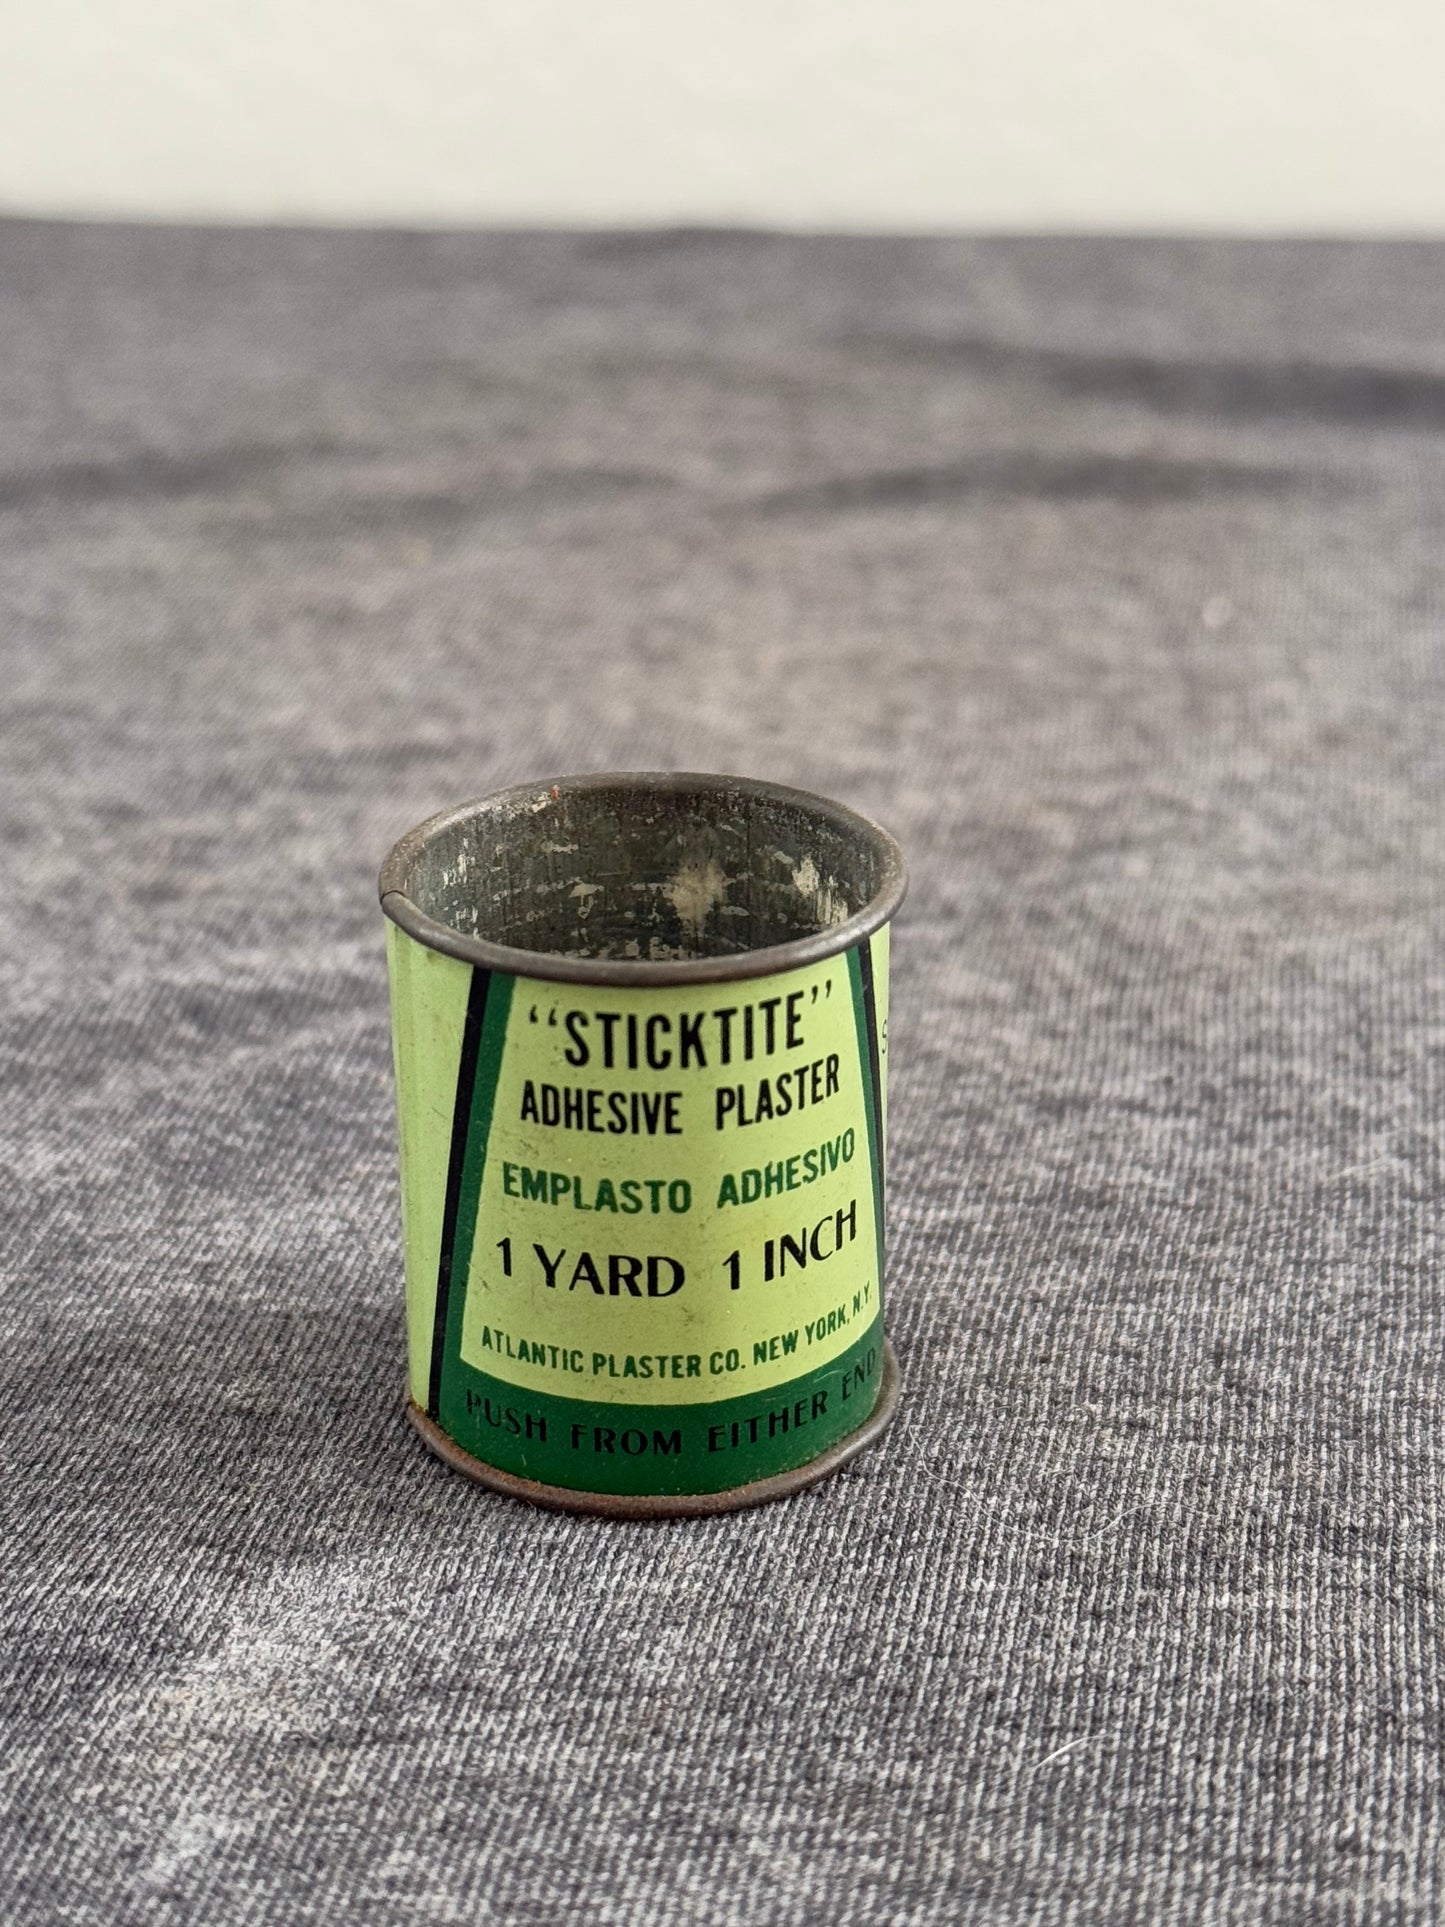 “STICKTITE”
ADHESIVE PLASTER
EMPLASTO ADHESIVO
1 YARD 1 INCH
ATLANTIC PLASTER CO. NEW YORK, N.Y.
PUSH FROM EITHER END